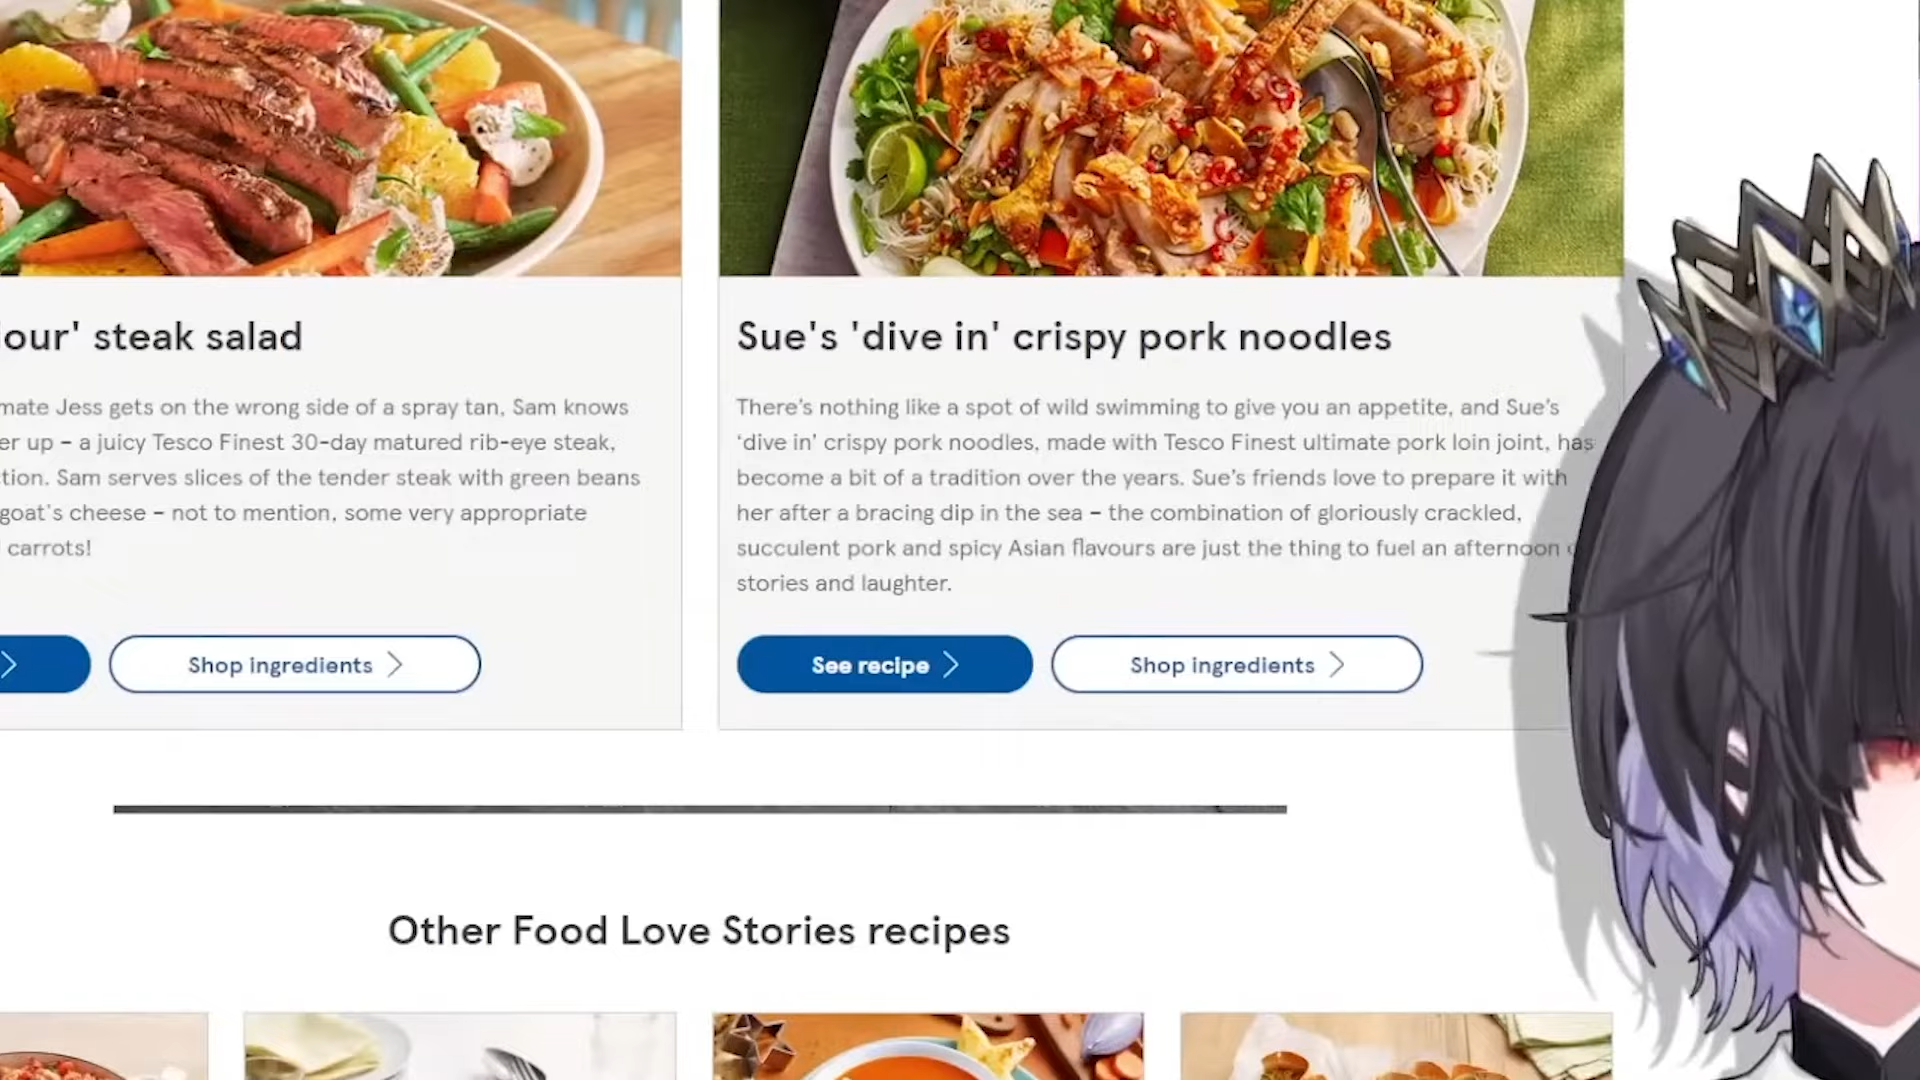 our' steak salad
mate Jess gets on the wrong side of a spray tan, Sam knows
er up – a juicy Tesco Finest 30-day matured rib-eye steak,
tion. Sam serves slices of the tender steak with green beans
goat's cheese – not to mention, some very appropriate
carrots!
Shop ingredients
Sue's 'dive in' crispy pork noodles
There’s nothing like a spot of wild swimming to give you an appetite, and Sue’s
‘dive in’ crispy pork noodles, made with Tesco Finest ultimate pork loin joint, has
become a bit of a tradition over the years. Sue’s friends love to prepare it with
her after a bracing dip in the sea – the combination of gloriously crackled,
succulent pork and spicy Asian flavours are just the thing to fuel an afternoon
stories and laughter.
See recipe
Shop ingredients
Other Food Love Stories recipes